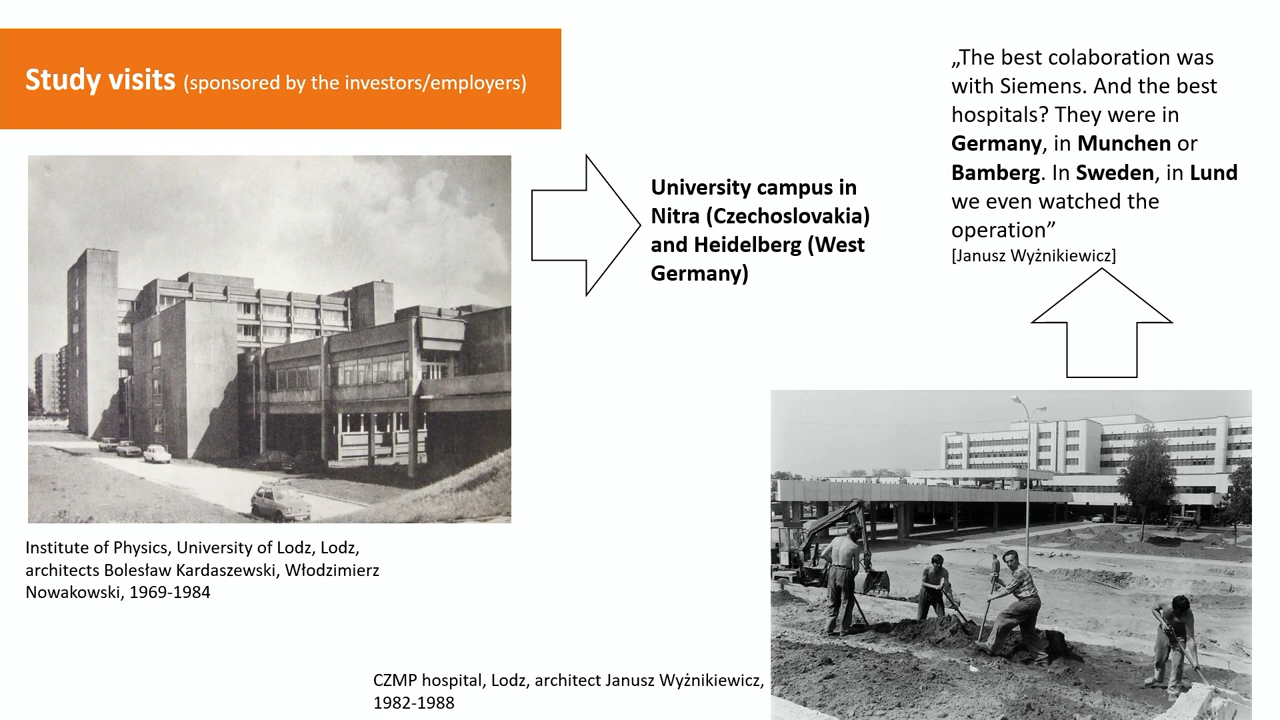 Study visits (sponsored by the investors/employers)
University campus in
Nitra (Czechoslovakia)
and Heidelberg (West
Germany)
„The best colaboration was
with Siemens. And the best
hospitals? They were in
Germany, in Munchen or
Bamberg. In Sweden, in Lund
we even watched the
operation”
[Janusz Wyżnikiewicz]
Institute of Physics, University of Lodz, Lodz,
architects Bolesław Kardaszewski, Włodzimierz
Nowakowski, 1969-1984
CZMP hospital, Lodz, architect Janusz Wyżnikiewicz,
1982-1988